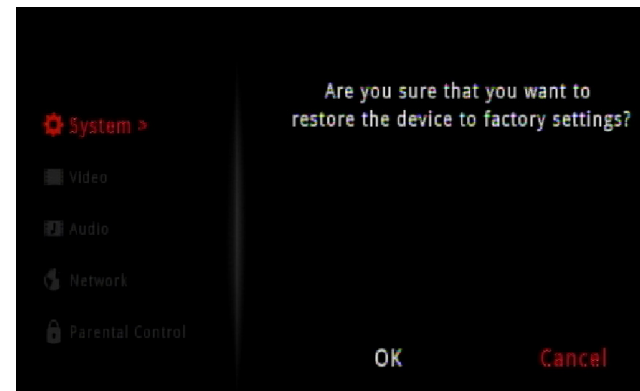 System >
Video
Audio
Network
Parental Control
Are you sure that you want to
restore the device to factory settings?
OK
Cancel